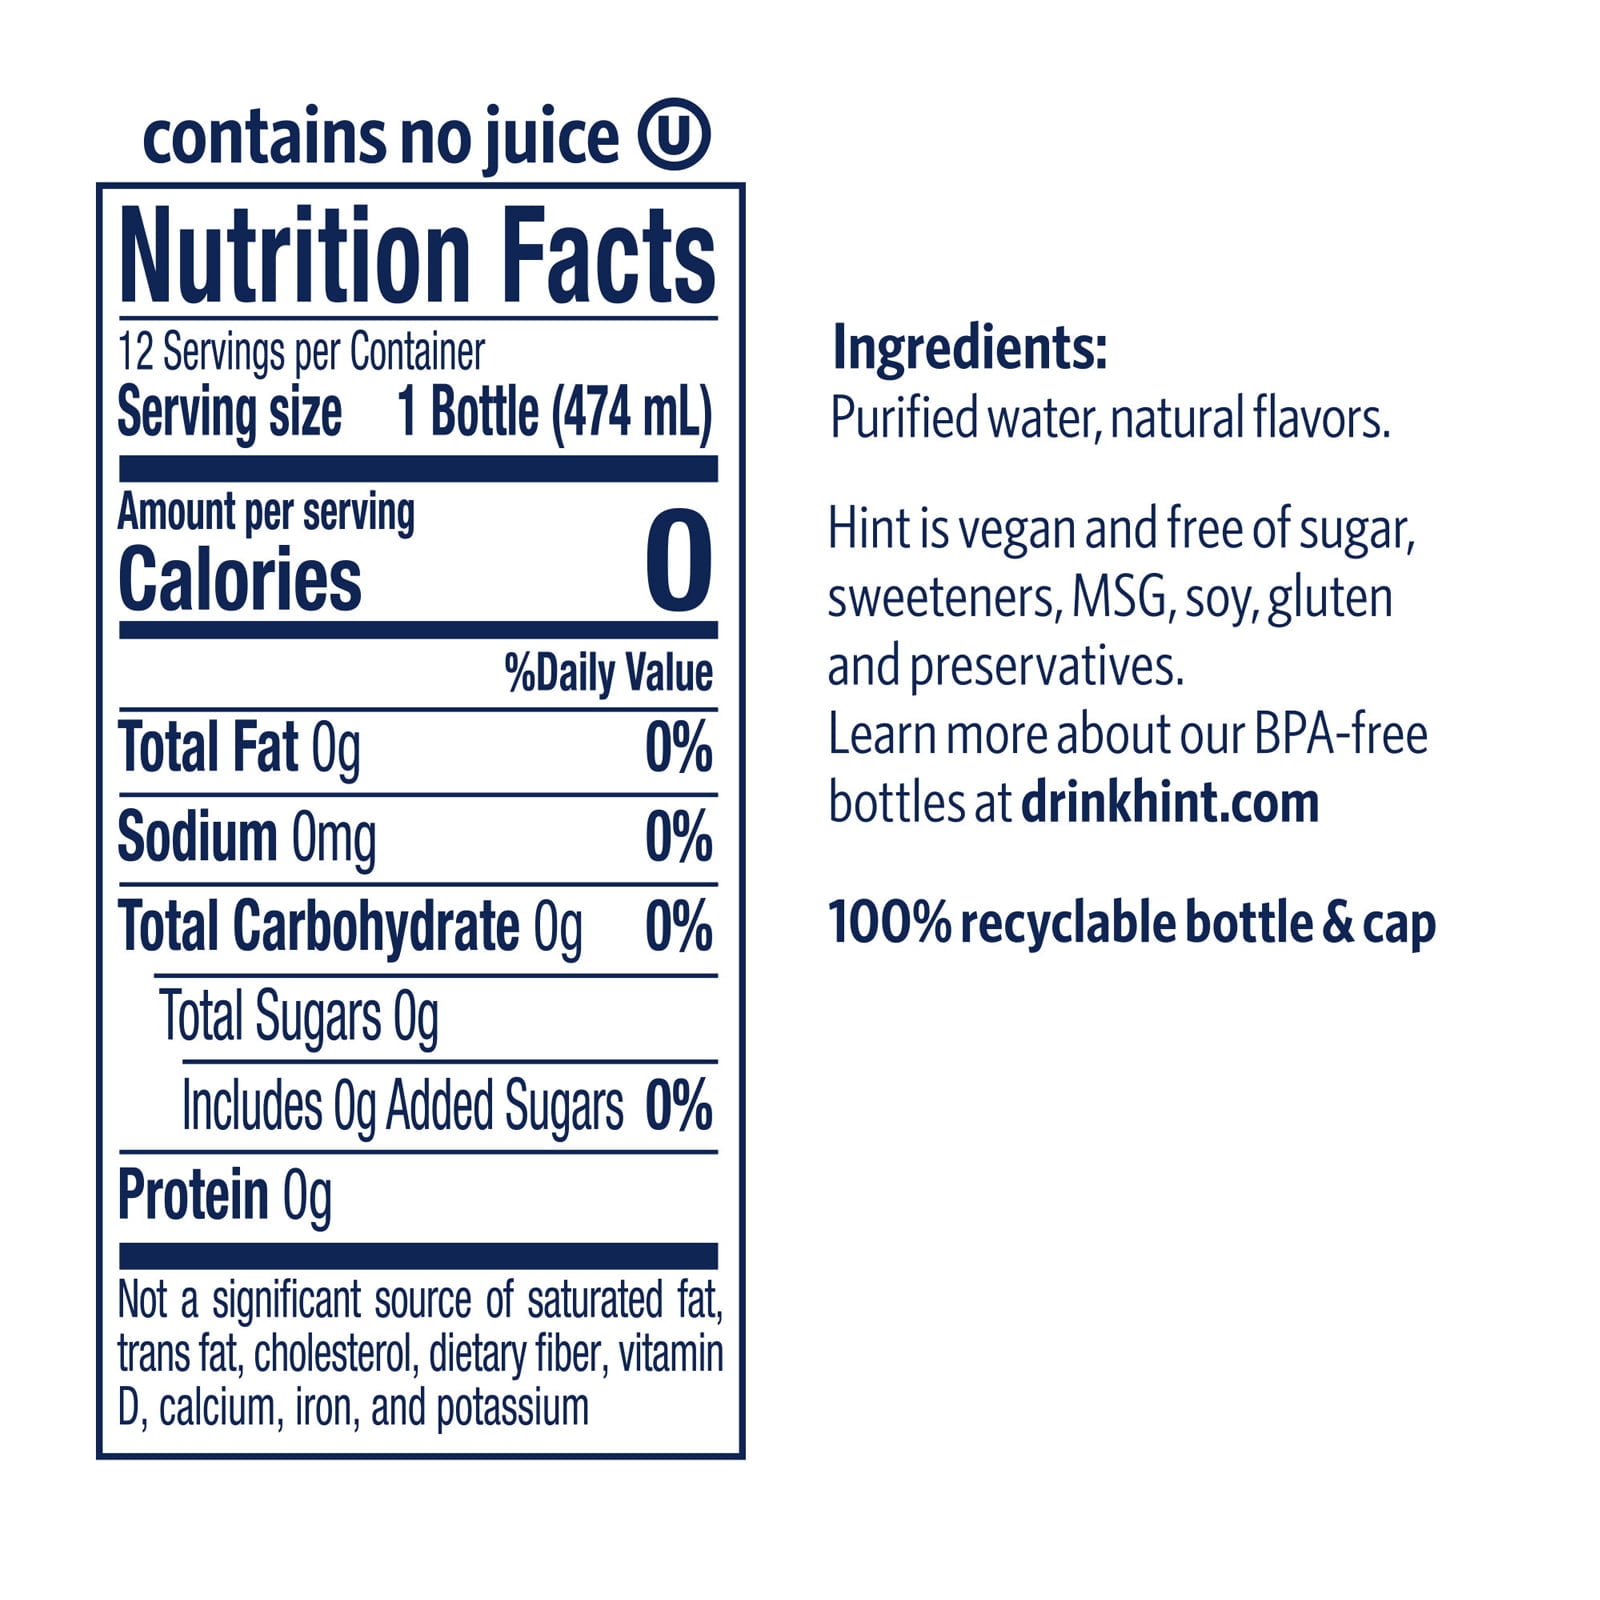 contains no juice Ⓤ
Nutrition Facts
12 Servings per Container
Serving size 1 Bottle (474 mL)
Amount per serving
Calories 0
%Daily Value
Total Fat 0g 0%
Sodium 0mg 0%
Total Carbohydrate 0g 0%
Total Sugars 0g
Includes 0g Added Sugars 0%
Protein 0g
Not a significant source of saturated fat,
trans fat, cholesterol, dietary fiber, vitamin
D, calcium, iron, and potassium
Ingredients:
Purified water, natural flavors.
Hint is vegan and free of sugar,
sweeteners, MSG, soy, gluten
and preservatives.
Learn more about our BPA-free
bottles at drinkhint.com
100% recyclable bottle & cap